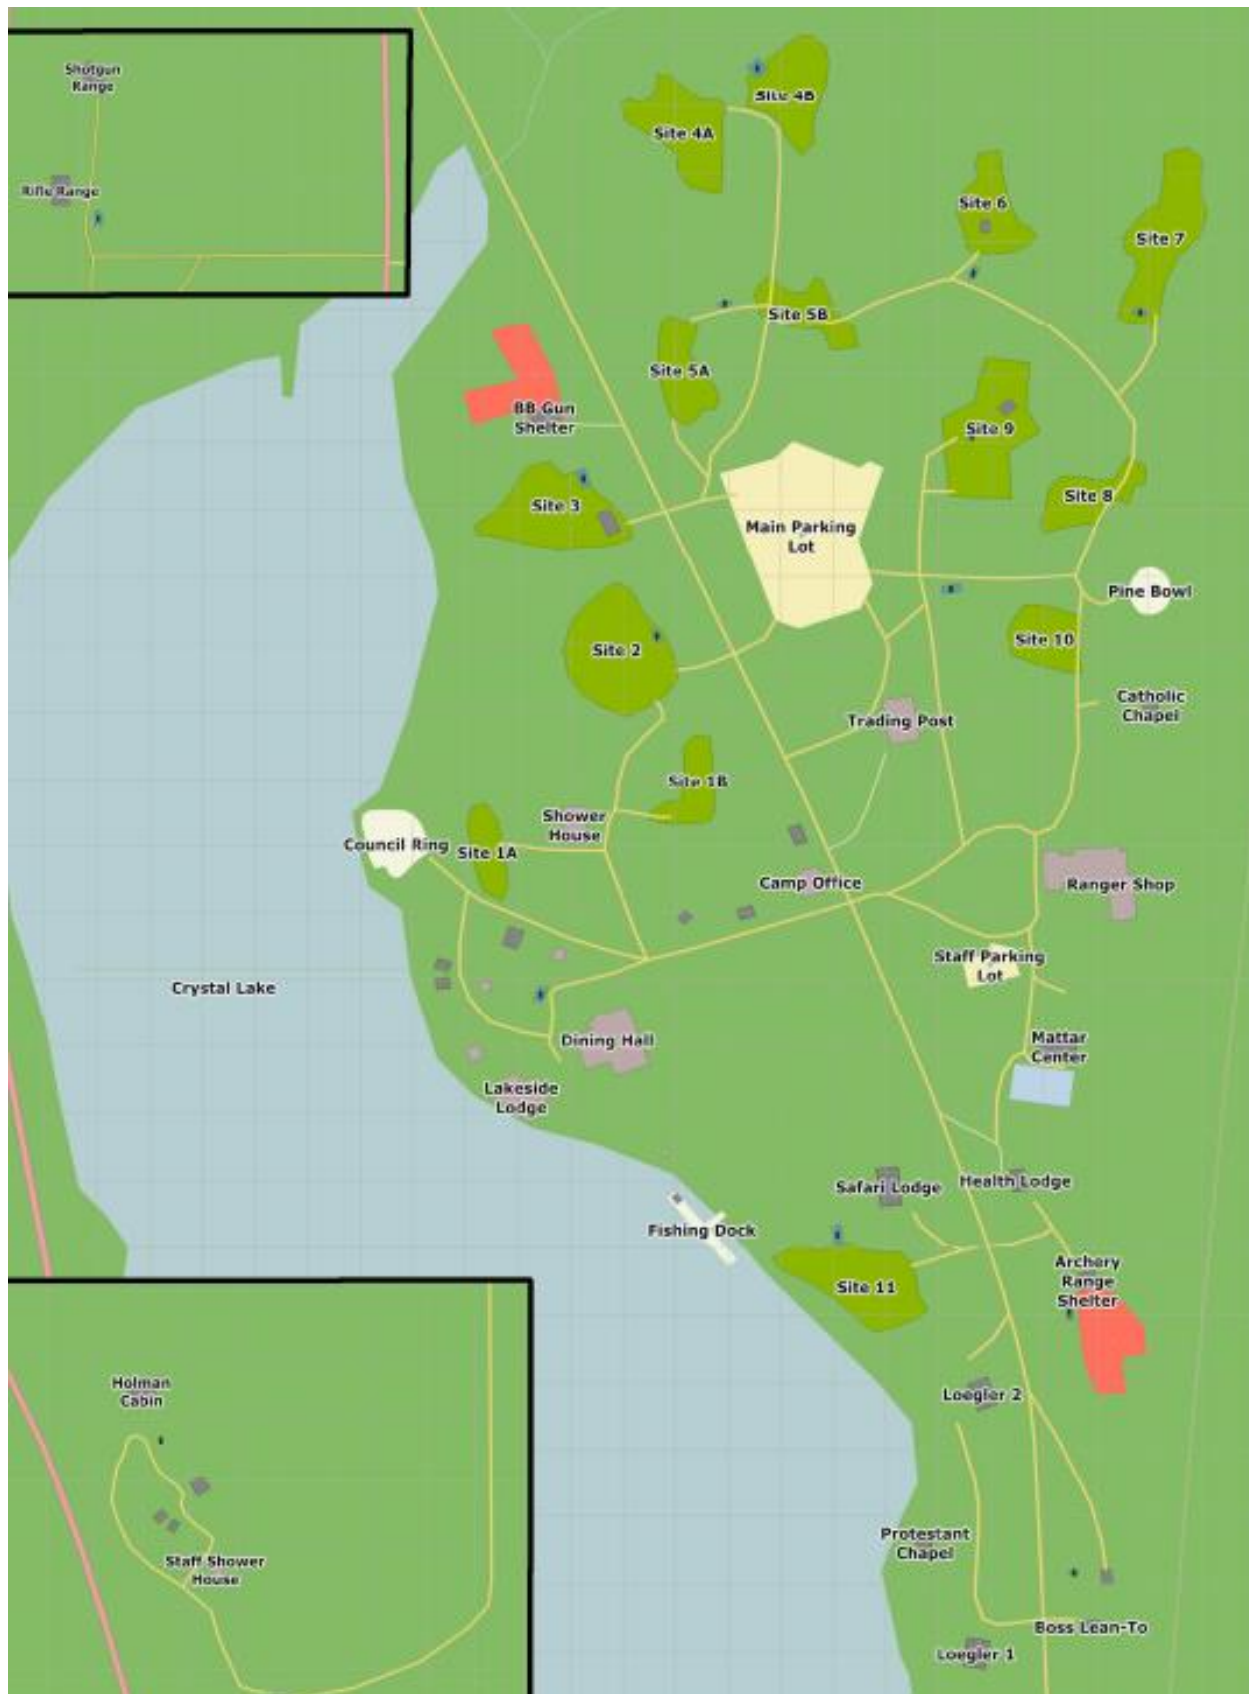 Shotgun
Range
Rifle Range
Site 4B
Site 4A
Site 6
Site 7
Site 5B
Site 5A
BB Gun
Shelter
Site 9
Site 8
Site 3
Main Parking
Lot
Pine Bowl
Site 10
Site 2
Catholic
Chapel
Trading Post
Site 1B
Shower
House
Council Ring
Site 1A
Camp Office
Ranger Shop
Staff Parking
Lot
Crystal Lake
Dining Hall
Mattar
Center
Lakeside
Lodge
Safari Lodge
Health Lodge
Fishing Dock
Archery
Range
Shelter
Site 11
Holman
Cabin
Loegler 2
Protestant
Chapel
Staff Shower
House
Boss Lean-To
Loegler 1